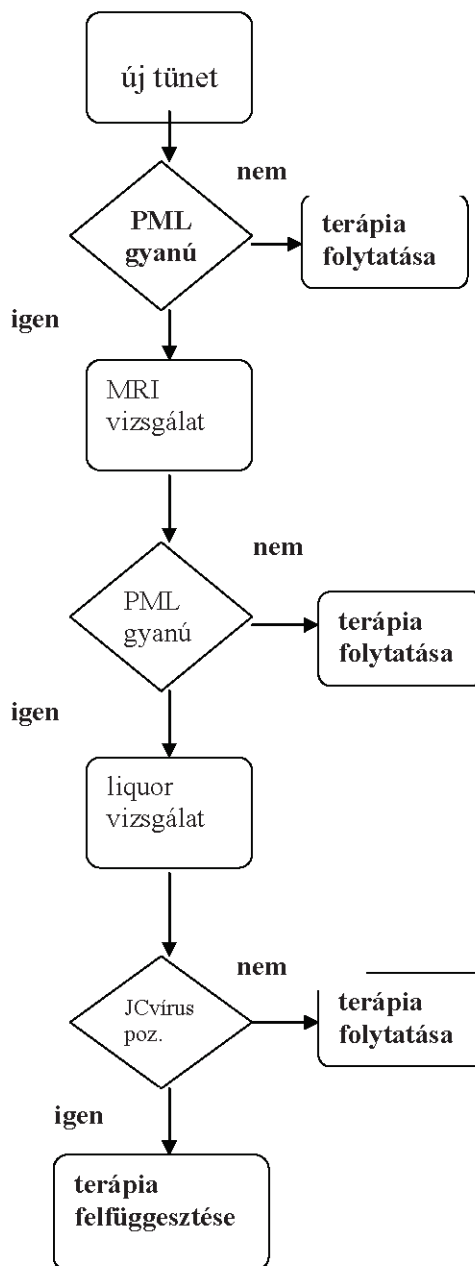 új tünet
nem
PML
gyanú
terápia
folytatása
igen
MRI
vizsgálat
nem
PML
gyanú
terápia
folytatása
igen
liquor
vizsgálat
nem
JCvírus
poz.
terápia
folytatása
igen
terápia
felfüggesztése